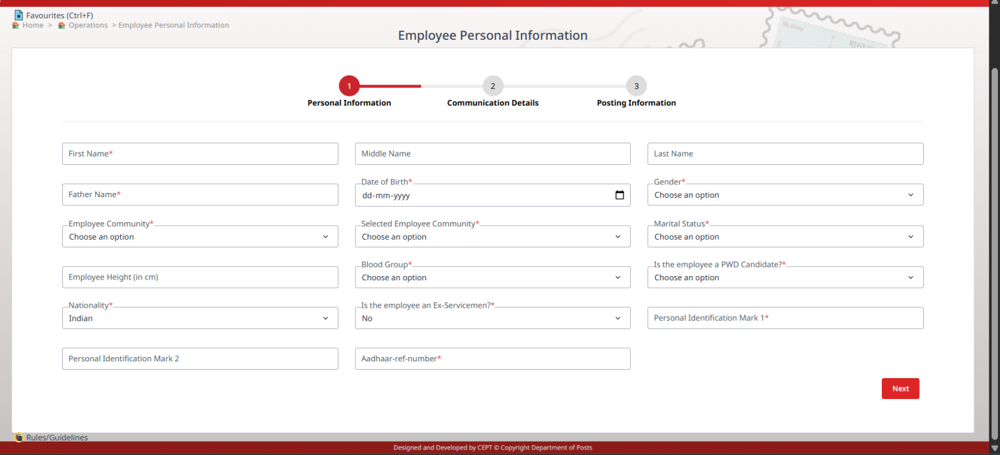 Favourites (Ctrl+F)
Home > Operations > Employee Personal Information
Employee Personal Information
My Stamp
भारत
1 2 3
Personal Information Communication Details Posting Information
First Name* Middle Name Last Name
Date of Birth* Gender*
Father Name* dd-mm-yyyy Choose an option
Employee Community* Selected Employee Community* Marital Status*
Choose an option Choose an option Choose an option
Blood Group* Is the employee a PWD Candidate?*
Employee Height (in cm) Choose an option Choose an option
Nationality* Is the employee an Ex-Servicemen?*
Indian No Personal Identification Mark 1*
Personal Identification Mark 2 Aadhaar-ref-number*
Next
Rules/Guidelines
Designed and Developed by CEPT © Copyright Department of Posts